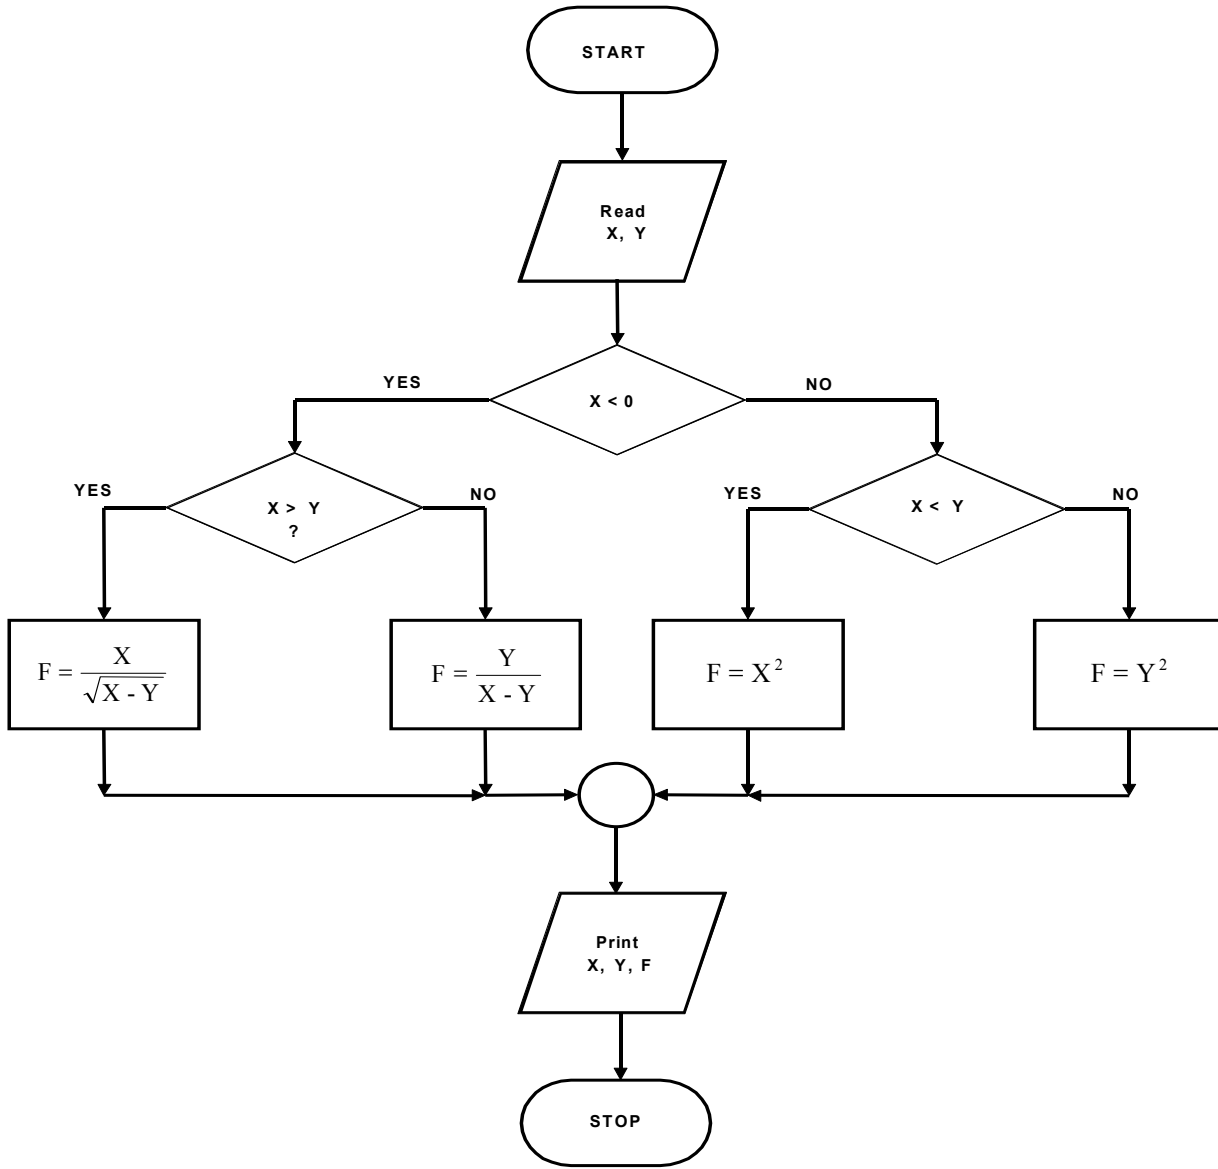 START
Read
X, Y
YES
X < 0
NO
YES
X > Y
?
NO
YES
X < Y
NO
F = X / √(X - Y)
F = Y / (X - Y)
F = X²
F = Y²
Print
X, Y, F
STOP